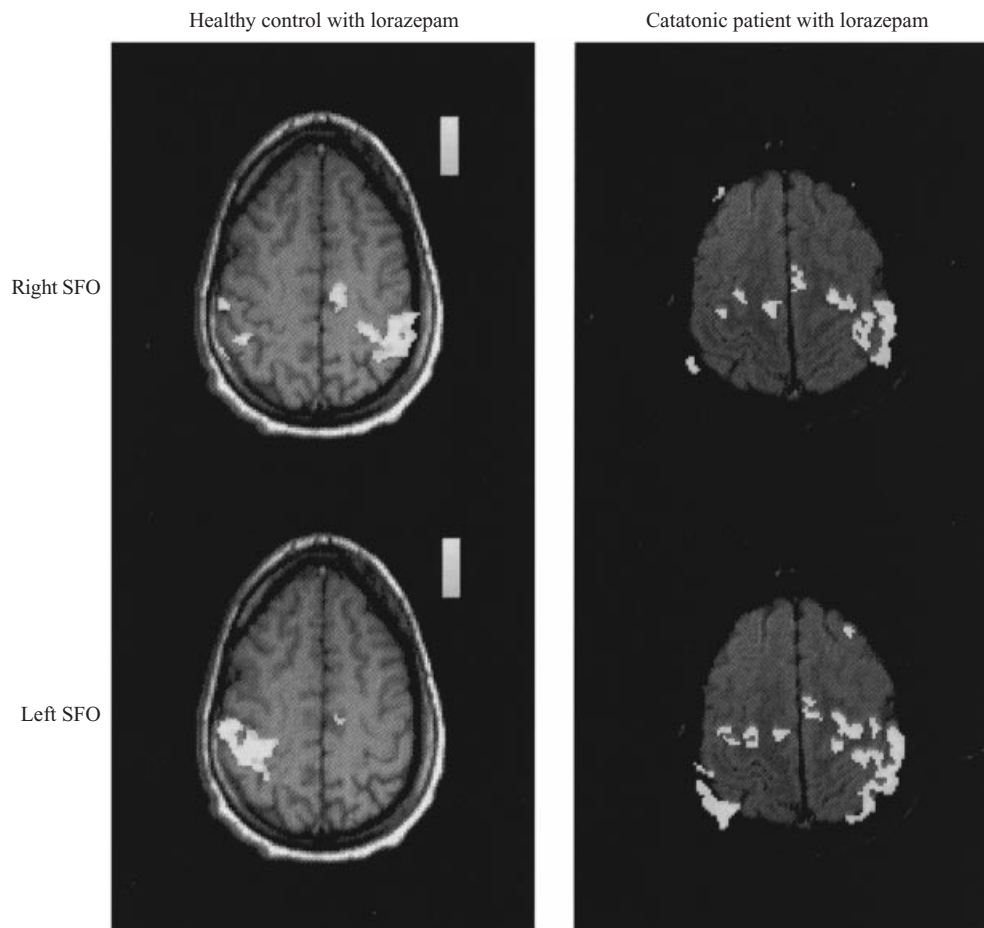 Healthy control with lorazepam
Catatonic patient with lorazepam
Right SFO
Left SFO